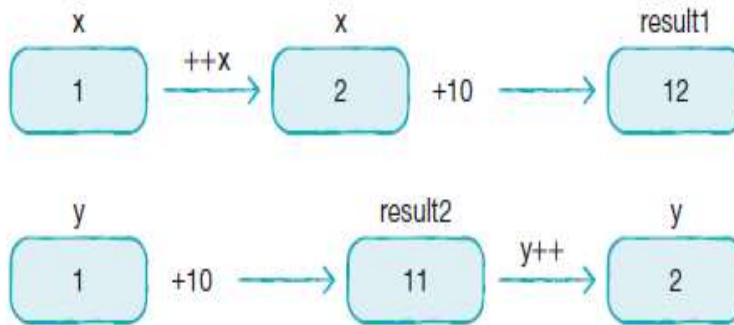 x x result1
1 ++x 2 +10 12
y result2 y
1 +10 11 y++ 2